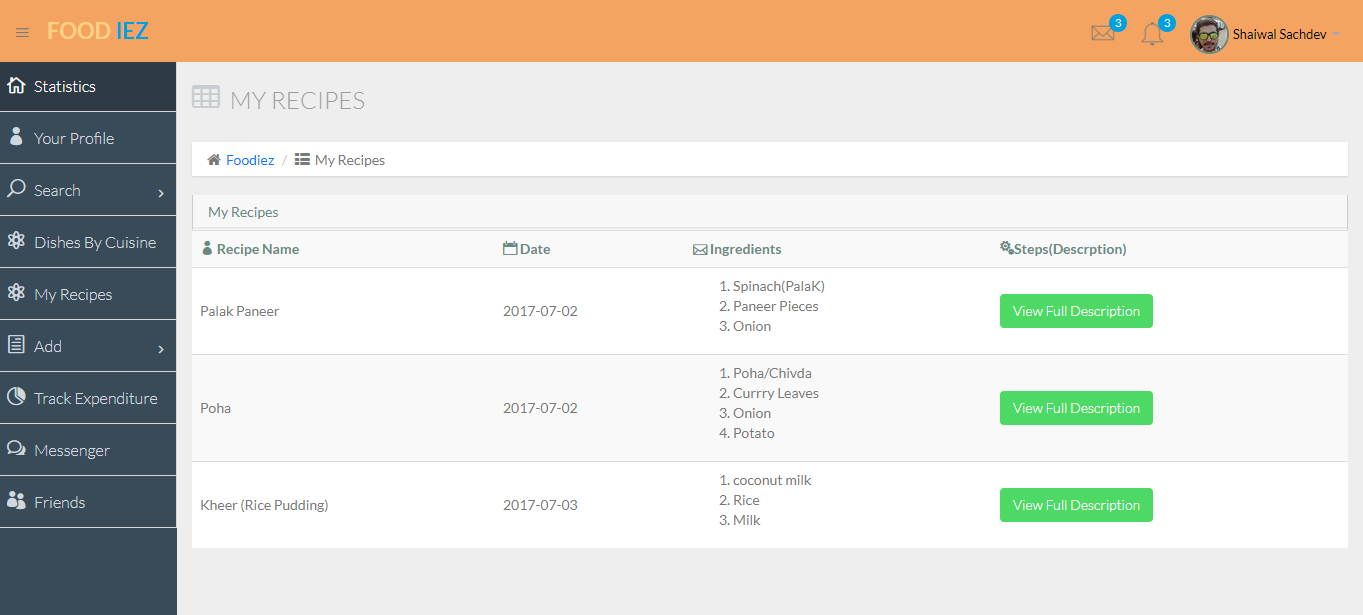 FOOD IEZ
3
3
Shaiwal Sachdev
Statistics
Your Profile
Search
Dishes By Cuisine
My Recipes
Add
Track Expenditure
Messenger
Friends
MY RECIPES
Foodiez / My Recipes
My Recipes
Recipe Name Date Ingredients Steps(Descrption)
Palak Paneer
2017-07-02
1. Spinach(PalaK)
2. Paneer Pieces
3. Onion
View Full Description
Poha
2017-07-02
1. Poha/Chivda
2. Currry Leaves
3. Onion
4. Potato
View Full Description
Kheer (Rice Pudding)
2017-07-03
1. coconut milk
2. Rice
3. Milk
View Full Description